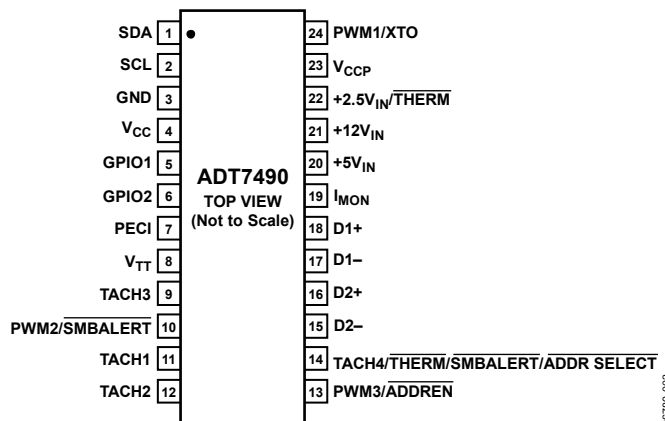 SDA 1
SCL 2
GND 3
VCC 4
GPIO1 5
GPIO2 6
PECI 7
VTT 8
TACH3 9
PWM2/SMBALERT 10
TACH1 11
TACH2 12
ADT7490
TOP VIEW
(Not to Scale)
24 PWM1/XTO
23 VCCP
22 +2.5VIN/THERM
21 +12VIN
20 +5VIN
19 IMON
18 D1+
17 D1–
16 D2+
15 D2–
14 TACH4/THERM/SMBALERT/ADDR SELECT
13 PWM3/ADDREN